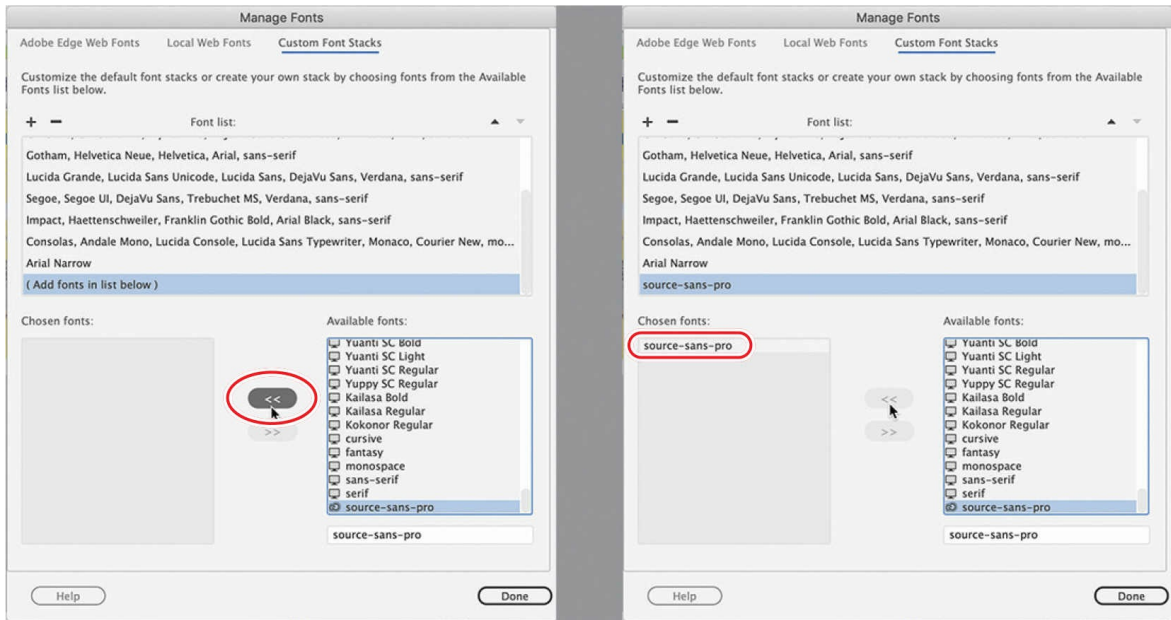 Manage Fonts
Adobe Edge Web Fonts Local Web Fonts Custom Font Stacks
Customize the default font stacks or create your own stack by choosing fonts from the Available
Fonts list below.
+ − Font list:
Gotham, Helvetica Neue, Helvetica, Arial, sans-serif
Lucida Grande, Lucida Sans Unicode, Lucida Sans, DejaVu Sans, Verdana, sans-serif
Segoe, Segoe UI, DejaVu Sans, Trebuchet MS, Verdana, sans-serif
Impact, Haettenschweiler, Franklin Gothic Bold, Arial Black, sans-serif
Consolas, Andale Mono, Lucida Console, Lucida Sans Typewriter, Monaco, Courier New, mo...
Arial Narrow
( Add fonts in list below )
Chosen fonts:
<<
>>
Available fonts:
Yuanti SC Bold
Yuanti SC Light
Yuanti SC Regular
Yuppy SC Regular
Kailasa Bold
Kailasa Regular
Kokonor Regular
cursive
fantasy
monospace
sans-serif
serif
source-sans-pro
source-sans-pro
Help Done
Manage Fonts
Adobe Edge Web Fonts Local Web Fonts Custom Font Stacks
Customize the default font stacks or create your own stack by choosing fonts from the Available
Fonts list below.
+ − Font list:
Gotham, Helvetica Neue, Helvetica, Arial, sans-serif
Lucida Grande, Lucida Sans Unicode, Lucida Sans, DejaVu Sans, Verdana, sans-serif
Segoe, Segoe UI, DejaVu Sans, Trebuchet MS, Verdana, sans-serif
Impact, Haettenschweiler, Franklin Gothic Bold, Arial Black, sans-serif
Consolas, Andale Mono, Lucida Console, Lucida Sans Typewriter, Monaco, Courier New, mo...
Arial Narrow
source-sans-pro
Chosen fonts:
source-sans-pro
<<
>>
Available fonts:
Yuanti SC Bold
Yuanti SC Light
Yuanti SC Regular
Yuppy SC Regular
Kailasa Bold
Kailasa Regular
Kokonor Regular
cursive
fantasy
monospace
sans-serif
serif
source-sans-pro
source-sans-pro
Help Done